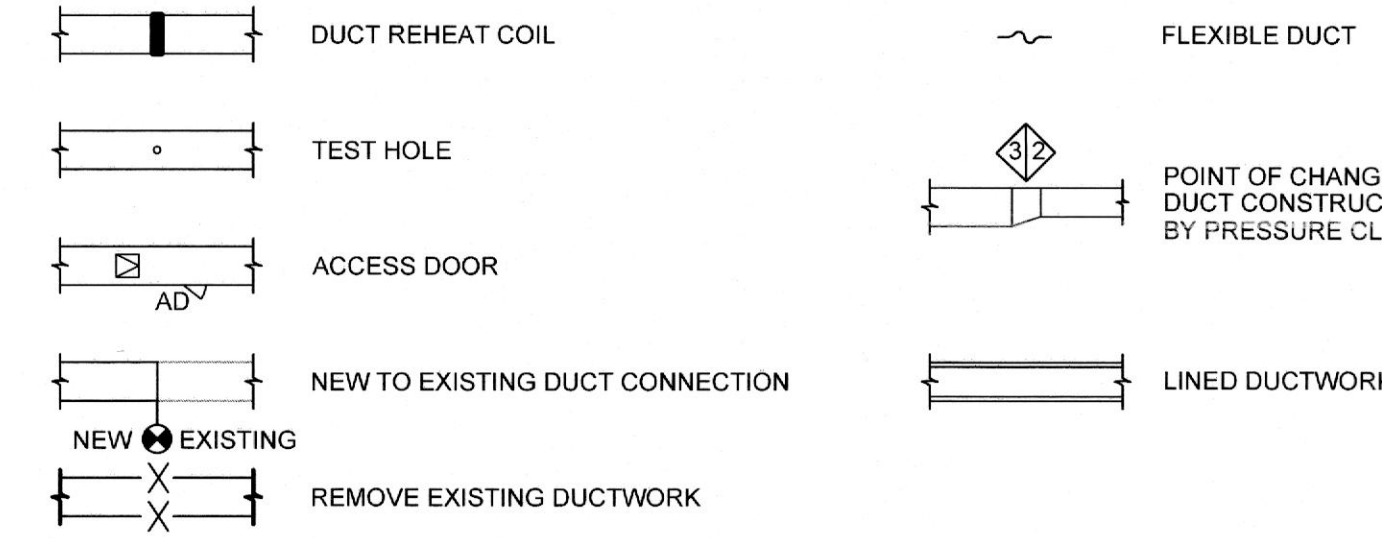 DUCT REHEAT COIL
TEST HOLE
ACCESS DOOR
AD
NEW TO EXISTING DUCT CONNECTION
NEW EXISTING
REMOVE EXISTING DUCTWORK
FLEXIBLE DUCT
3 2
POINT OF CHANG
DUCT CONSTRUC
BY PRESSURE CL
LINED DUCTWOR